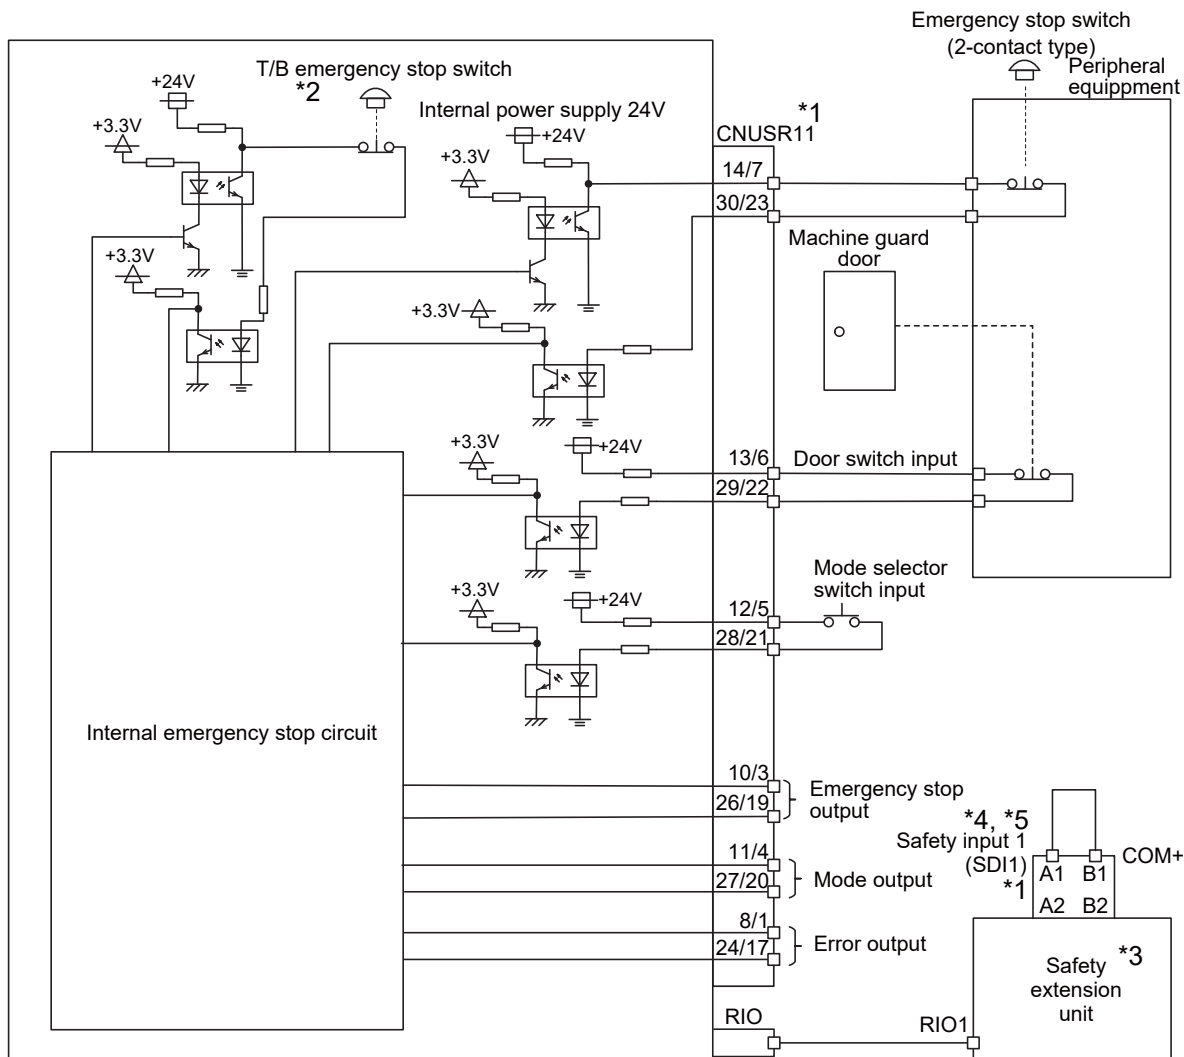 Emergency stop switch
(2-contact type)
Peripheral
equippment
T/B emergency stop switch
*2
+24V
Internal power supply 24V
+24V
*1
CNUSR11
+3.3V
+3.3V
14/7
30/23
+3.3V
Machine guard
door
+3.3V
+3.3V
+24V
13/6
Door switch input
29/22
+3.3V
+24V
12/5
Mode selector
switch input
28/21
Internal emergency stop circuit
10/3
26/19
Emergency stop
output
11/4
27/20
Mode output
8/1
24/17
Error output
*4, *5
Safety input 1
(SDI1)
*1
COM+
A1 B1
A2 B2
Safety
extension
unit
*3
RIO
RIO1